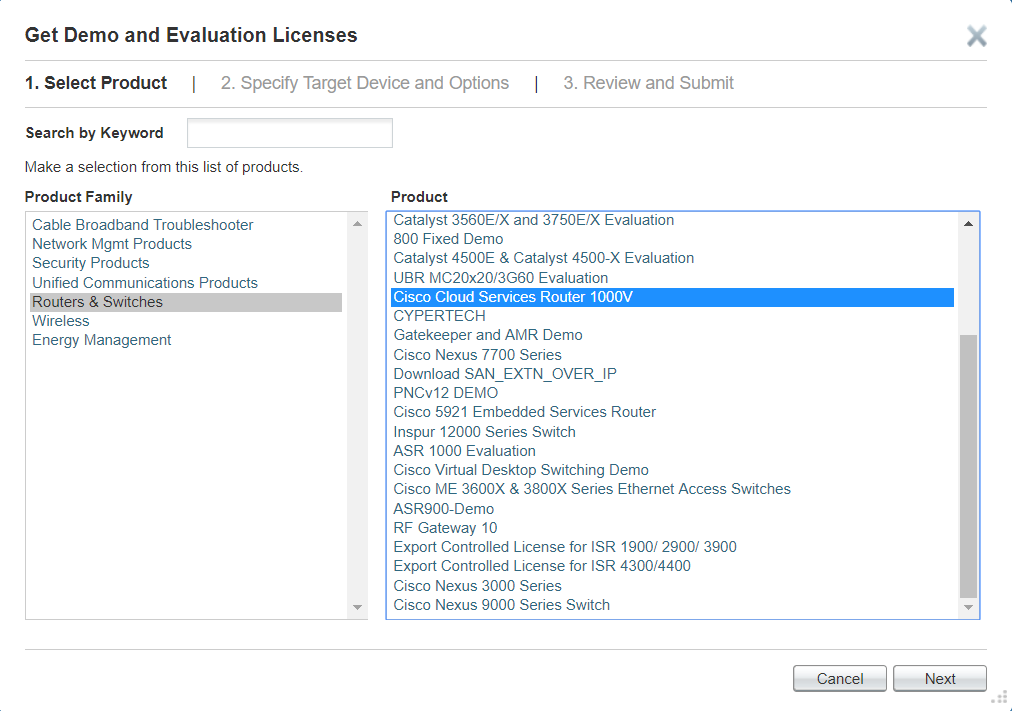 Get Demo and Evaluation Licenses
1. Select Product | 2. Specify Target Device and Options | 3. Review and Submit
Search by Keyword
Make a selection from this list of products.
Product Family
Cable Broadband Troubleshooter
Network Mgmt Products
Security Products
Unified Communications Products
Routers & Switches
Wireless
Energy Management
Product
Catalyst 3560E/X and 3750E/X Evaluation
800 Fixed Demo
Catalyst 4500E & Catalyst 4500-X Evaluation
UBR MC20x20/3G60 Evaluation
Cisco Cloud Services Router 1000V
CYPERTECH
Gatekeeper and AMR Demo
Cisco Nexus 7700 Series
Download SAN_EXTN_OVER_IP
PNCv12 DEMO
Cisco 5921 Embedded Services Router
Inspur 12000 Series Switch
ASR 1000 Evaluation
Cisco Virtual Desktop Switching Demo
Cisco ME 3600X & 3800X Series Ethernet Access Switches
ASR900-Demo
RF Gateway 10
Export Controlled License for ISR 1900/ 2900/ 3900
Export Controlled License for ISR 4300/4400
Cisco Nexus 3000 Series
Cisco Nexus 9000 Series Switch
Cancel
Next